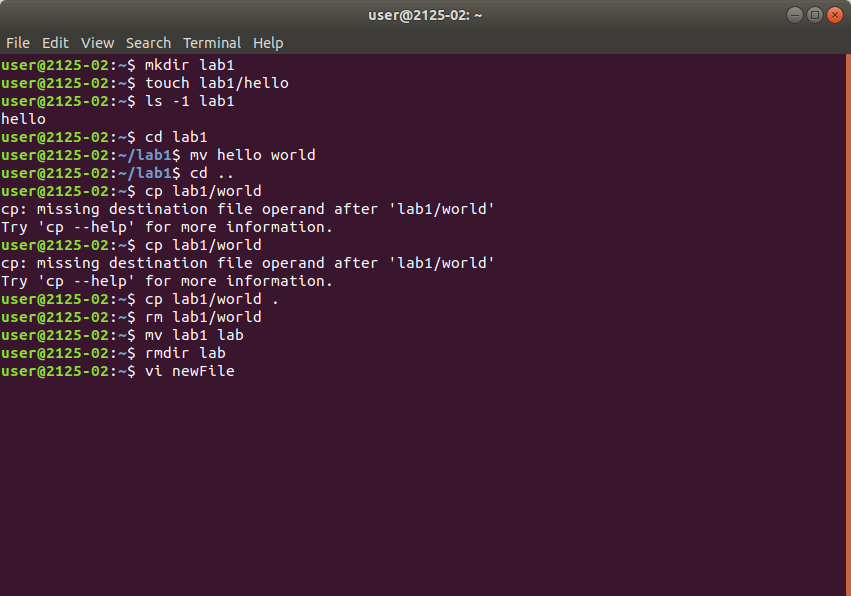 user@2125-02: ~
File Edit View Search Terminal Help
user@2125-02:~$ mkdir lab1
user@2125-02:~$ touch lab1/hello
user@2125-02:~$ ls -1 lab1
hello
user@2125-02:~$ cd lab1
user@2125-02:~/lab1$ mv hello world
user@2125-02:~/lab1$ cd ..
user@2125-02:~$ cp lab1/world
cp: missing destination file operand after 'lab1/world'
Try 'cp --help' for more information.
user@2125-02:~$ cp lab1/world
cp: missing destination file operand after 'lab1/world'
Try 'cp --help' for more information.
user@2125-02:~$ cp lab1/world .
user@2125-02:~$ rm lab1/world
user@2125-02:~$ mv lab1 lab
user@2125-02:~$ rmdir lab
user@2125-02:~$ vi newFile